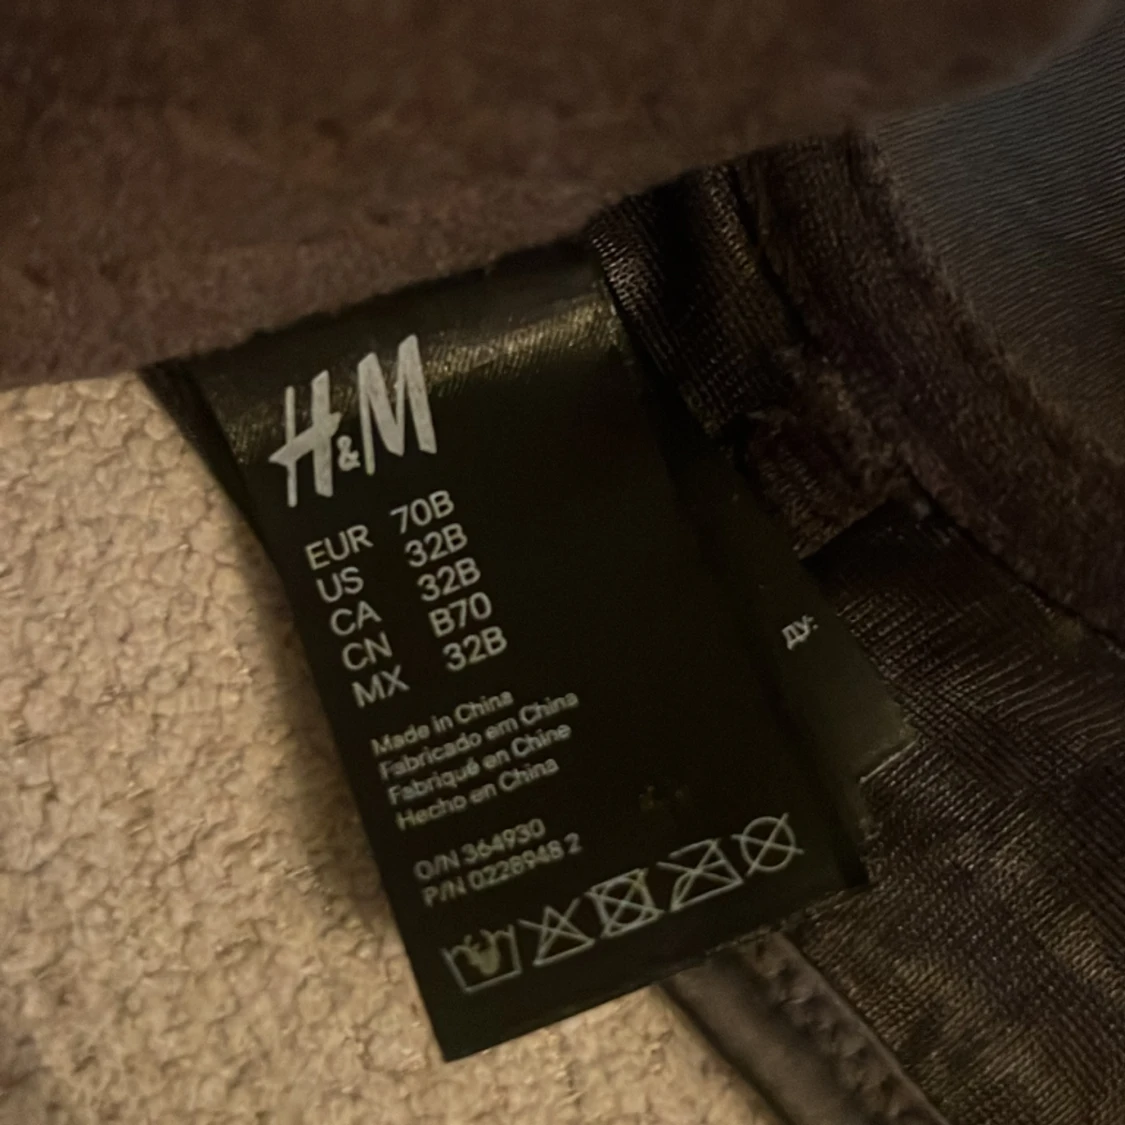 H&M
EUR 70B
US 32B
CA 32B
CN B70
MX 32B
Made in China
Fabricado em China
Fabriqué en Chine
Hecho en China
O/N 364930
P/N 0228948 2
ДУ: